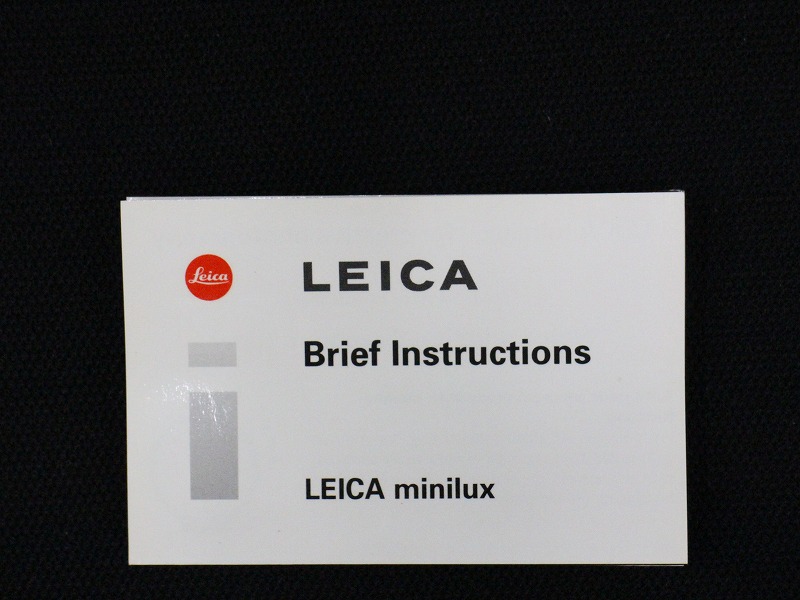 Leica
LEICA
Brief Instructions
LEICA minilux